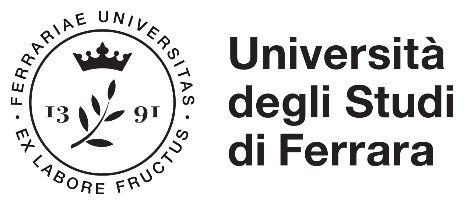 · FERRARIAE UNIVERSITAS ·
EX LABORE FRUCTUS
13 91
Università
degli Studi
di Ferrara